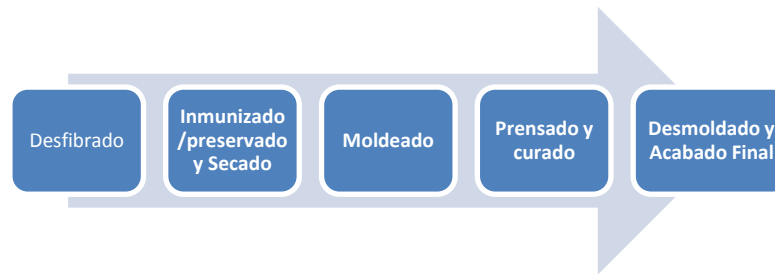 Desfibrado
Inmunizado
/preservado
y Secado
Moldeado
Prensado y
curado
Desmoldado y
Acabado Final